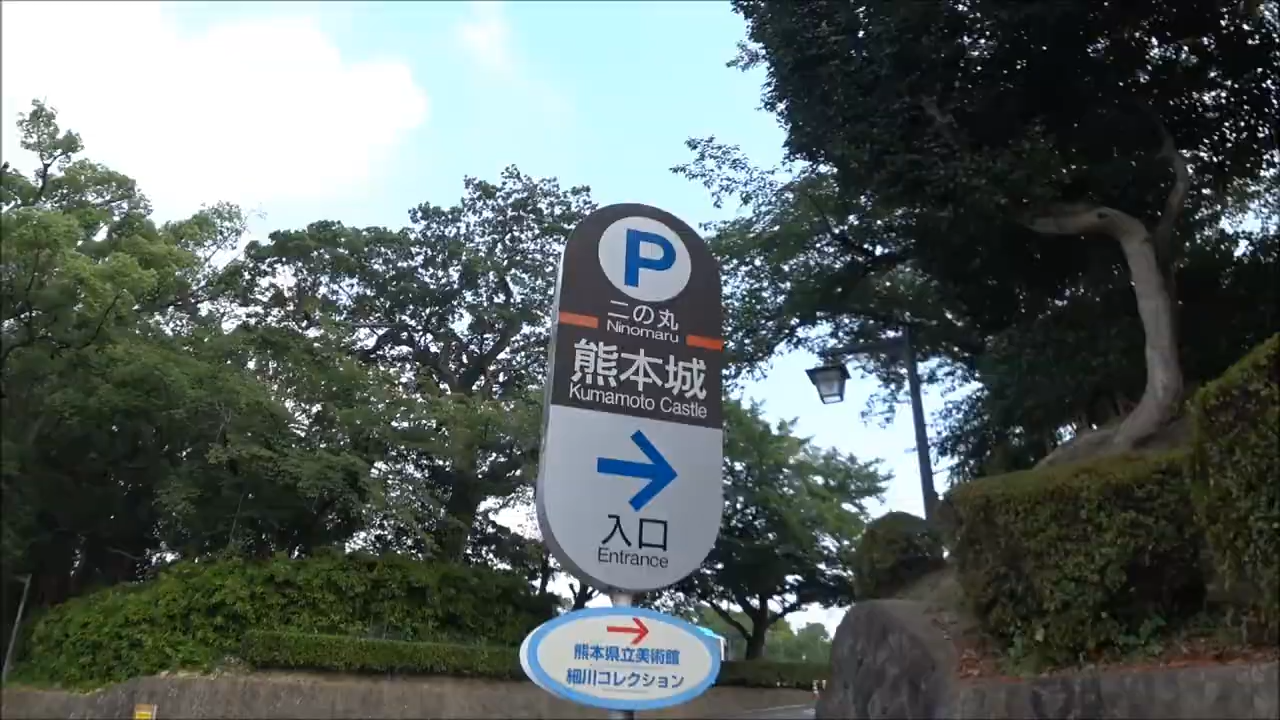 P
二の丸
Ninomaru
熊本城
Kumamoto Castle
入口
Entrance
熊本県立美術館
細川コレクション